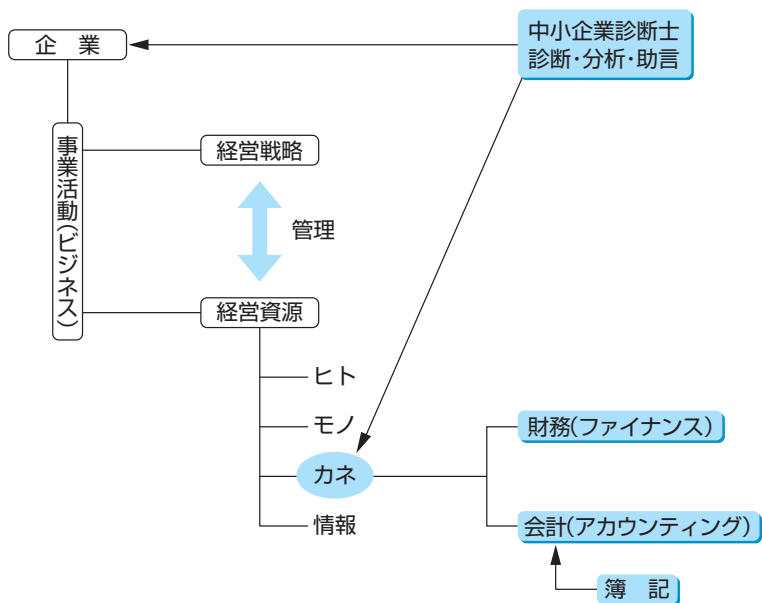 企　業
中小企業診断士
診断・分析・助言
事業活動(ビジネス)
経営戦略
管理
経営資源
ヒト
モノ
カネ
情報
財務(ファイナンス)
会計(アカウンティング)
簿　記